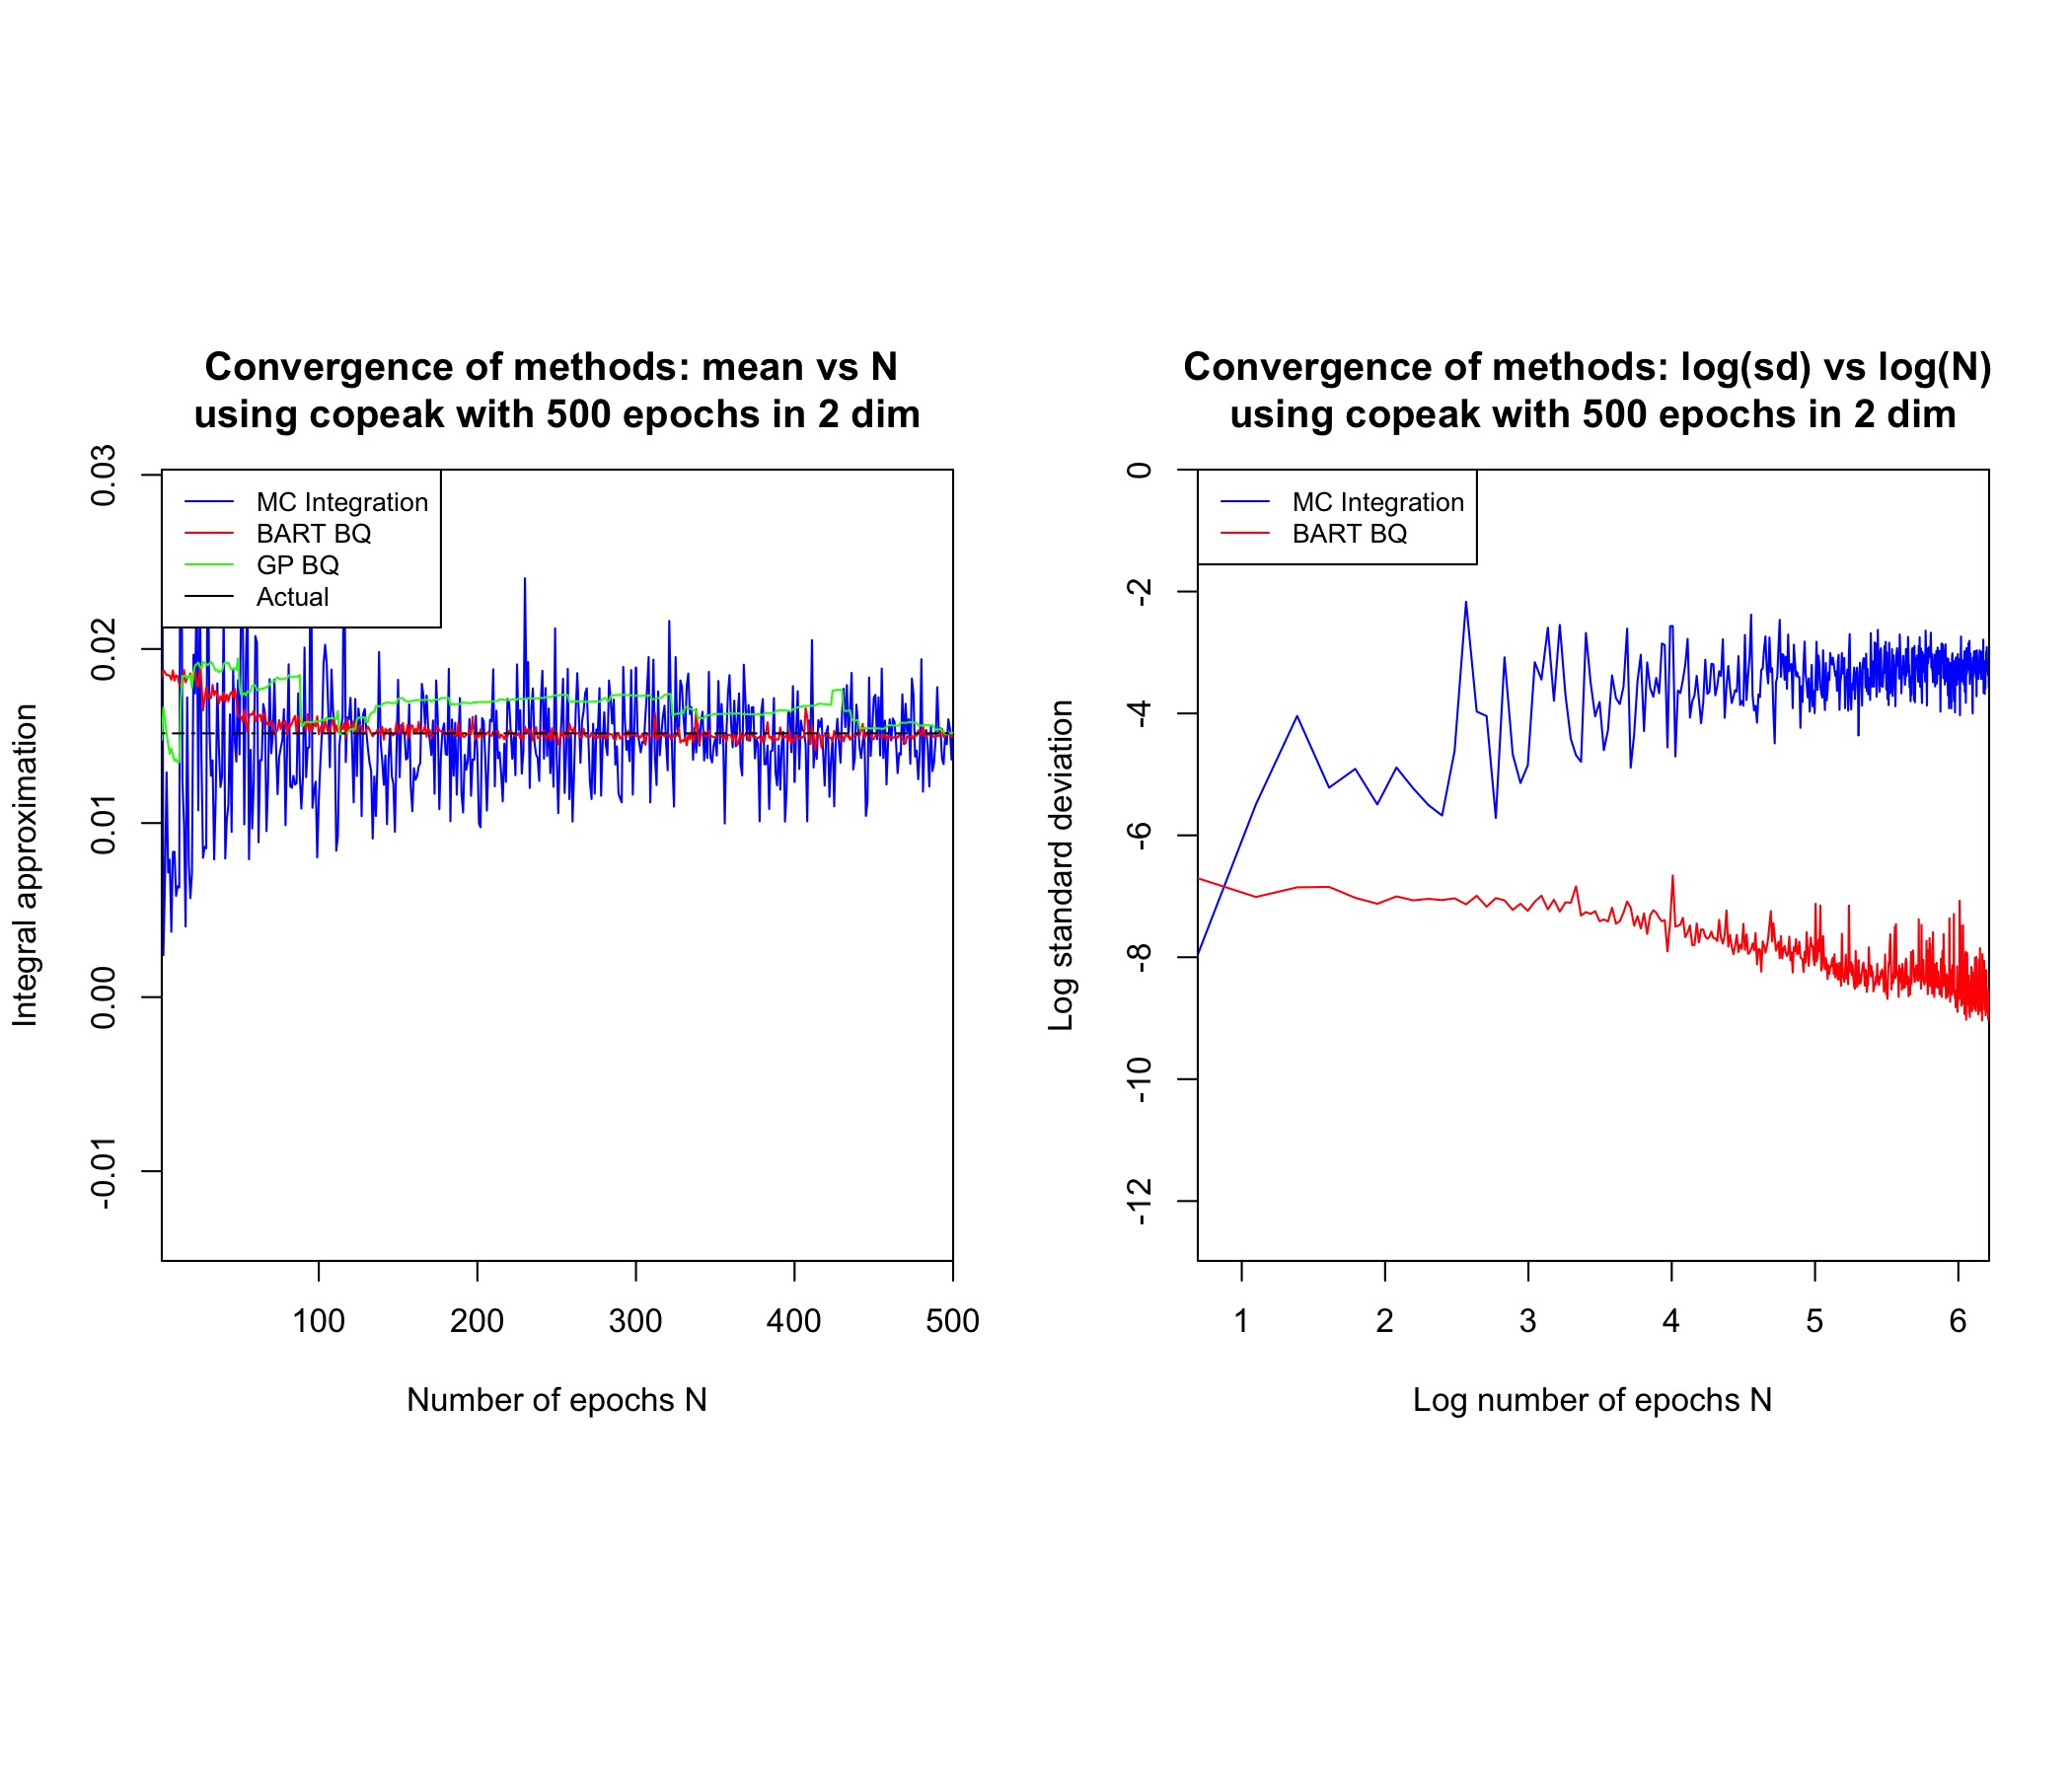 Convergence of methods: mean vs N
using copeak with 500 epochs in 2 dim
Integral approximation
0.03
0.02
0.01
0.00
-0.01
MC Integration
BART BQ
GP BQ
Actual
100 200 300 400 500
Number of epochs N
Convergence of methods: log(sd) vs log(N)
using copeak with 500 epochs in 2 dim
Log standard deviation
0
-2
-4
-6
-8
-10
-12
MC Integration
BART BQ
1 2 3 4 5 6
Log number of epochs N